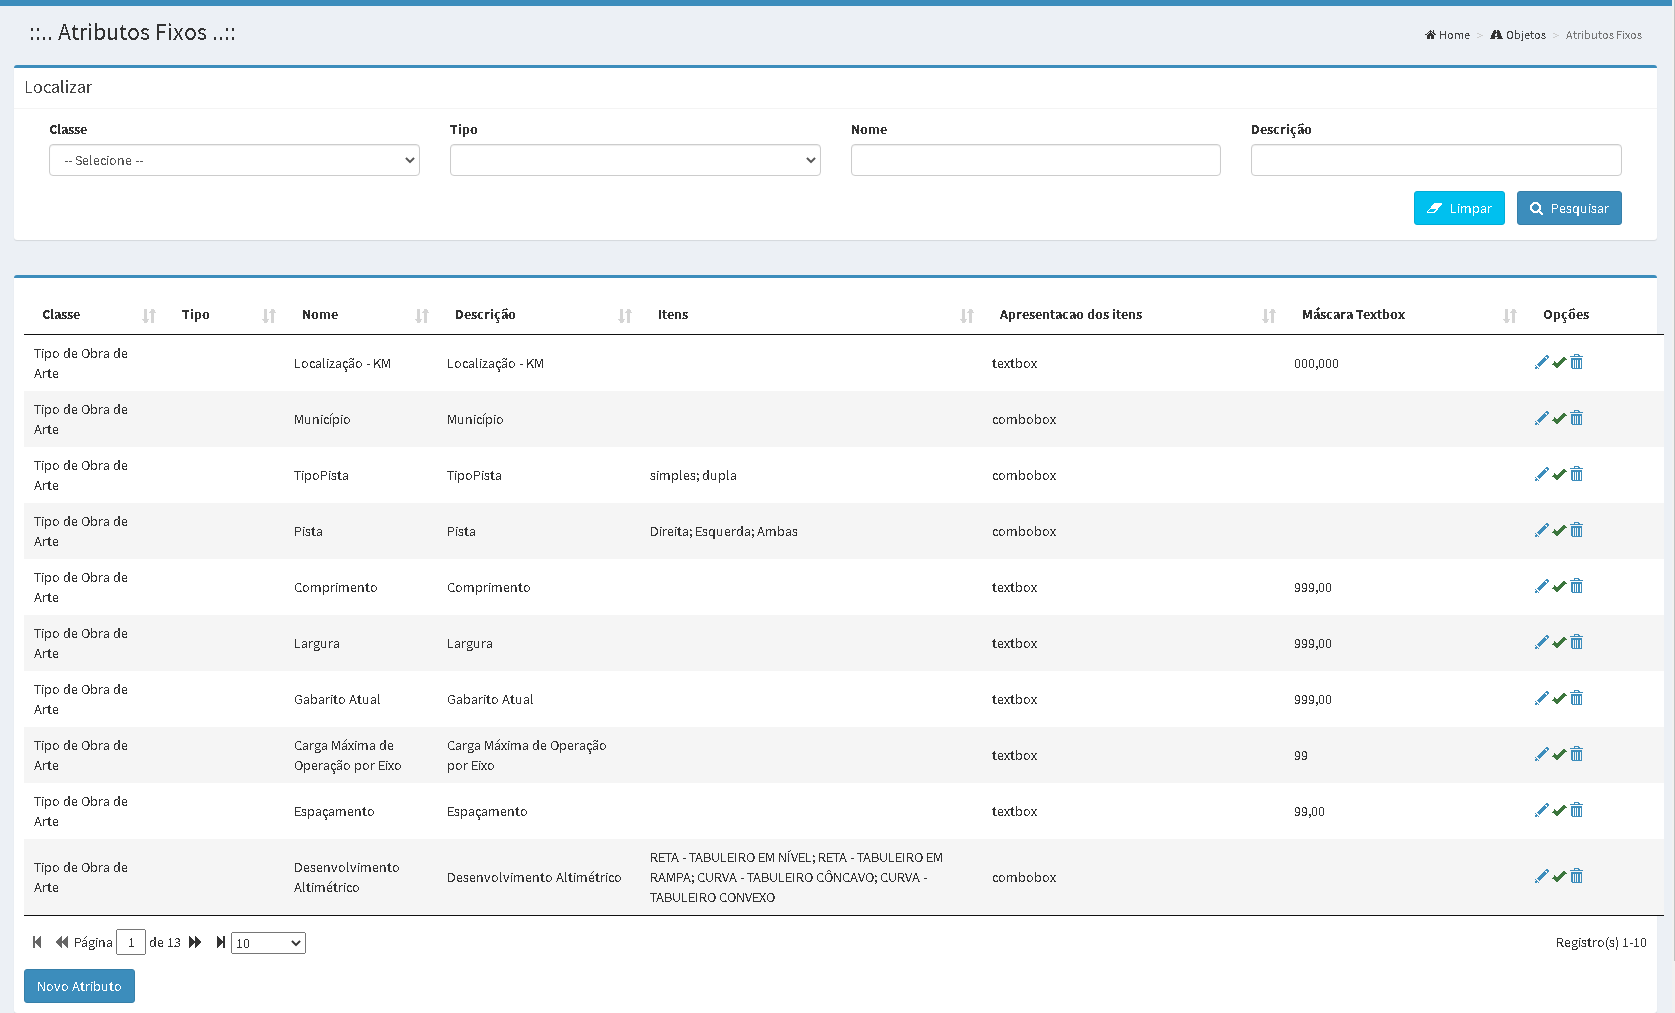 ::.. Atributos Fixos ..::
Home > Objetos > Atributos Fixos
Localizar
Classe Tipo Nome Descrição
-- Selecione --
Limpar Pesquisar
Classe Tipo Nome Descrição Itens Apresentacao dos itens Máscara Textbox Opções
Tipo de Obra de
Arte
Localização - KM Localização - KM textbox 000,000
Tipo de Obra de
Arte
Município Município combobox
Tipo de Obra de
Arte
TipoPista TipoPista simples; dupla combobox
Tipo de Obra de
Arte
Pista Pista Direita; Esquerda; Ambas combobox
Tipo de Obra de
Arte
Comprimento Comprimento textbox 999,00
Tipo de Obra de
Arte
Largura Largura textbox 999,00
Tipo de Obra de
Arte
Gabarito Atual Gabarito Atual textbox 999,00
Tipo de Obra de
Arte
Carga Máxima de
Operação por Eixo
Carga Máxima de Operação
por Eixo
textbox 99
Tipo de Obra de
Arte
Espaçamento Espaçamento textbox 99,00
Tipo de Obra de
Arte
Desenvolvimento
Altimétrico
Desenvolvimento Altimétrico
RETA - TABULEIRO EM NÍVEL; RETA - TABULEIRO EM
RAMPA; CURVA - TABULEIRO CÔNCAVO; CURVA -
TABULEIRO CONVEXO
combobox
Página 1 de 13 10 Registro(s) 1-10
Novo Atributo